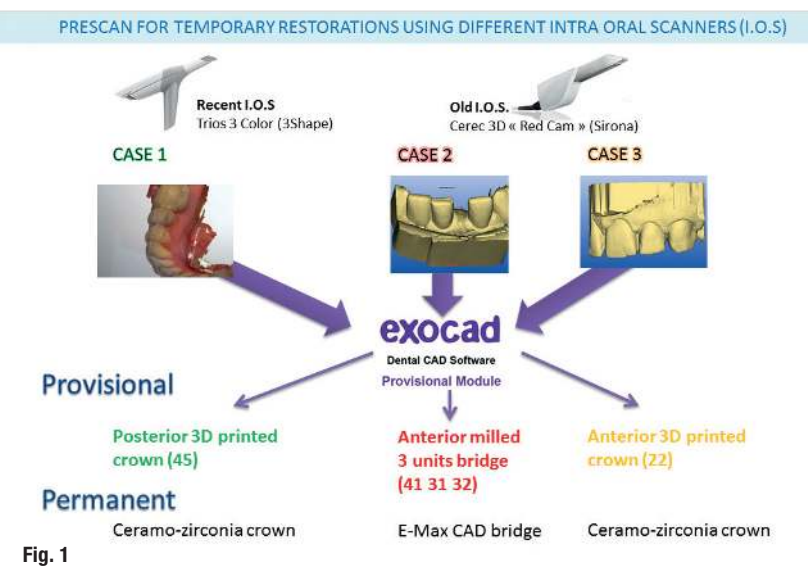 PRESCAN FOR TEMPORARY RESTORATIONS USING DIFFERENT INTRA ORAL SCANNERS (I.O.S)
Recent I.O.S
Trios 3 Color (3Shape)
Old I.O.S.
Cerec 3D « Red Cam » (Sirona)
CASE 1
CASE 2
CASE 3
exocad
Dental CAD Software
Provisional Module
Provisional
Posterior 3D printed
crown (45)
Anterior milled
3 units bridge
(41 31 32)
Anterior 3D printed
crown (22)
Permanent
Ceramo-zirconia crown
E-Max CAD bridge
Ceramo-zirconia crown
Fig. 1